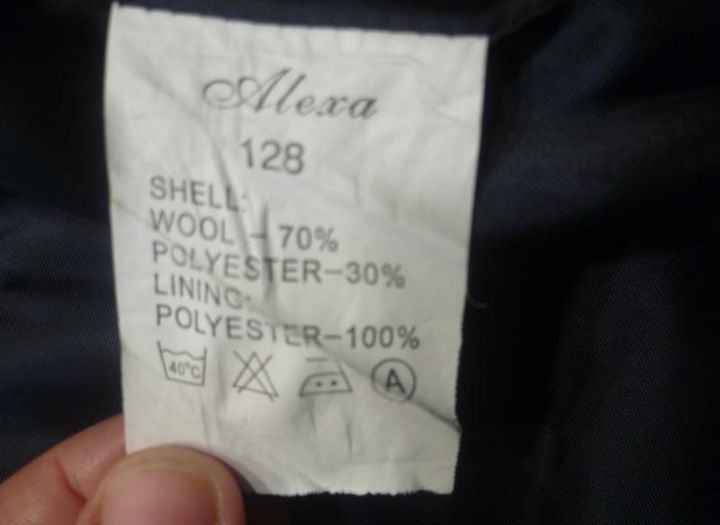 Alexa
128
SHELL:
WOOL - 70%
POLYESTER-30%
LINING:
POLYESTER-100%
40°C A